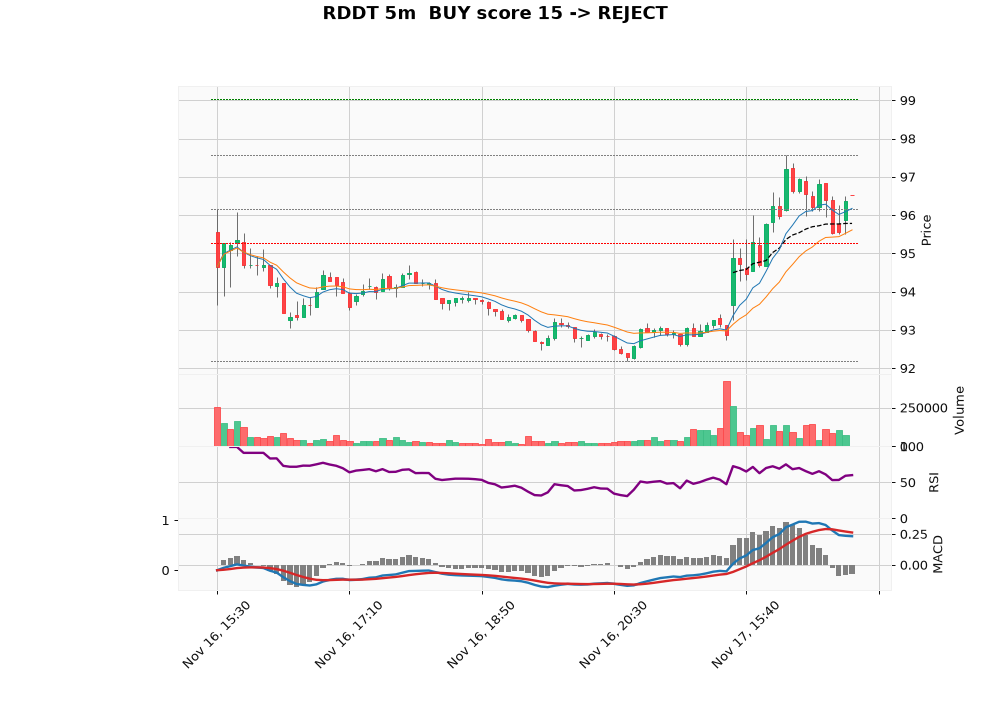 RDDT 5m  BUY score 15 -> REJECT
99
98
97
96
95
94
93
92
Price
250000
0
Volume
100
50
0
RSI
1
0
0.25
0.00
MACD
Nov 16, 15:30
Nov 16, 17:10
Nov 16, 18:50
Nov 16, 20:30
Nov 17, 15:40